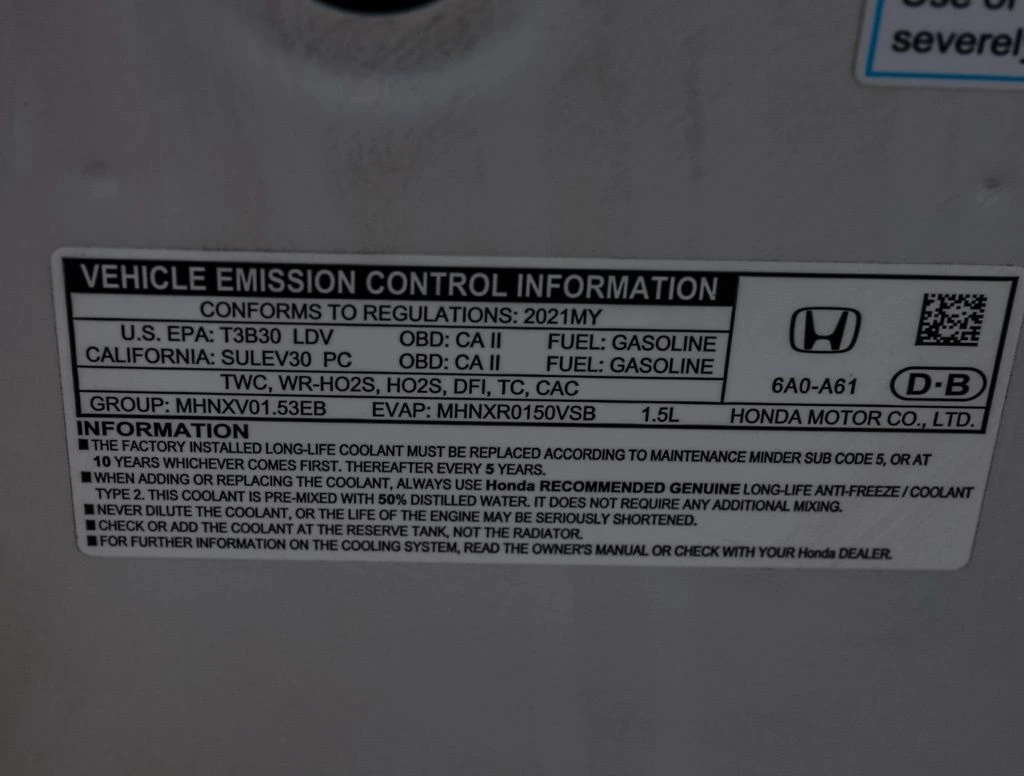 Use of
severely
VEHICLE EMISSION CONTROL INFORMATION
CONFORMS TO REGULATIONS: 2021MY
U.S. EPA: T3B30 LDV OBD: CA II FUEL: GASOLINE
CALIFORNIA: SULEV30 PC OBD: CA II FUEL: GASOLINE
TWC, WR-HO2S, HO2S, DFI, TC, CAC
6A0-A61 D·B
GROUP: MHNXV01.53EB EVAP: MHNXR0150VSB 1.5L HONDA MOTOR CO., LTD.
INFORMATION
■ THE FACTORY INSTALLED LONG-LIFE COOLANT MUST BE REPLACED ACCORDING TO MAINTENANCE MINDER SUB CODE 5, OR AT
10 YEARS WHICHEVER COMES FIRST. THEREAFTER EVERY 5 YEARS.
■ WHEN ADDING OR REPLACING THE COOLANT, ALWAYS USE Honda RECOMMENDED GENUINE LONG-LIFE ANTI-FREEZE / COOLANT
TYPE 2. THIS COOLANT IS PRE-MIXED WITH 50% DISTILLED WATER. IT DOES NOT REQUIRE ANY ADDITIONAL MIXING.
■ NEVER DILUTE THE COOLANT, OR THE LIFE OF THE ENGINE MAY BE SERIOUSLY SHORTENED.
■ CHECK OR ADD THE COOLANT AT THE RESERVE TANK, NOT THE RADIATOR.
■ FOR FURTHER INFORMATION ON THE COOLING SYSTEM, READ THE OWNER'S MANUAL OR CHECK WITH YOUR Honda DEALER.